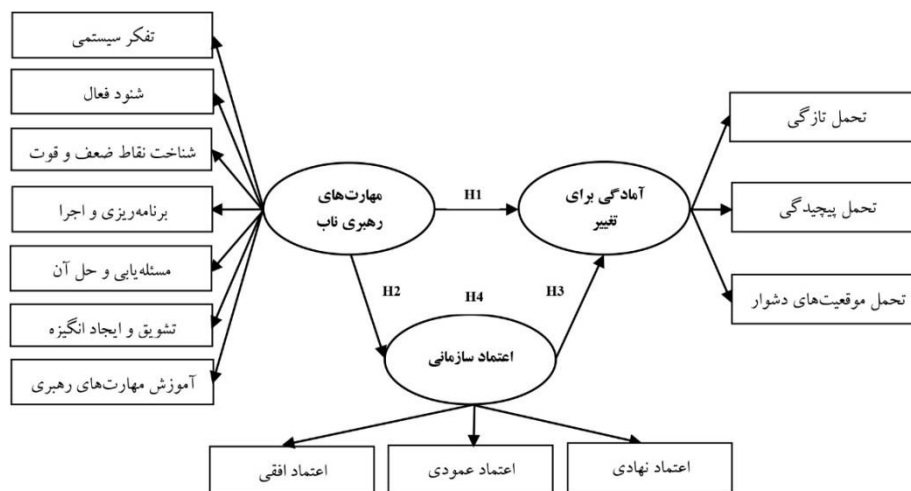 تفکر سیستمی
شنود فعال
شناخت نقاط ضعف و قوت
برنامه‌ریزی و اجرا
مسئله‌یابی و حل آن
تشویق و ایجاد انگیزه
آموزش مهارت‌های رهبری
مهارت‌های
رهبری ناب
H1
آمادگی برای
تغییر
تحمل تازگی
تحمل پیچیدگی
تحمل موقعیت‌های دشوار
H2
H4
H3
اعتماد سازمانی
اعتماد افقی
اعتماد عمودی
اعتماد نهادی